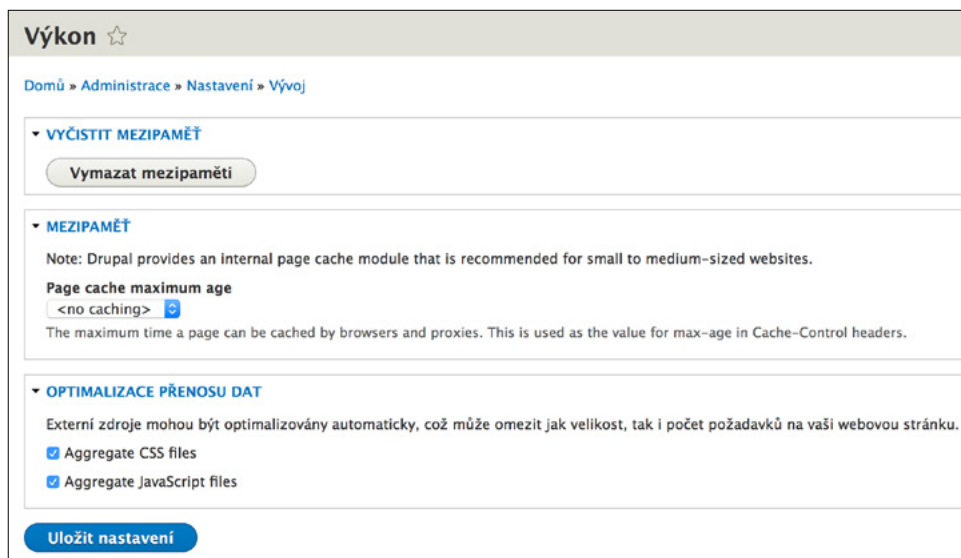 Výkon
Domů » Administrace » Nastavení » Vývoj
VYČISTIT MEZIPAMĚŤ
Vymazat mezipaměti
MEZIPAMĚŤ
Note: Drupal provides an internal page cache module that is recommended for small to medium-sized websites.
Page cache maximum age
<no caching>
The maximum time a page can be cached by browsers and proxies. This is used as the value for max-age in Cache-Control headers.
OPTIMALIZACE PŘENOSU DAT
Externí zdroje mohou být optimalizovány automaticky, což může omezit jak velikost, tak i počet požadavků na vaši webovou stránku.
Aggregate CSS files
Aggregate JavaScript files
Uložit nastavení